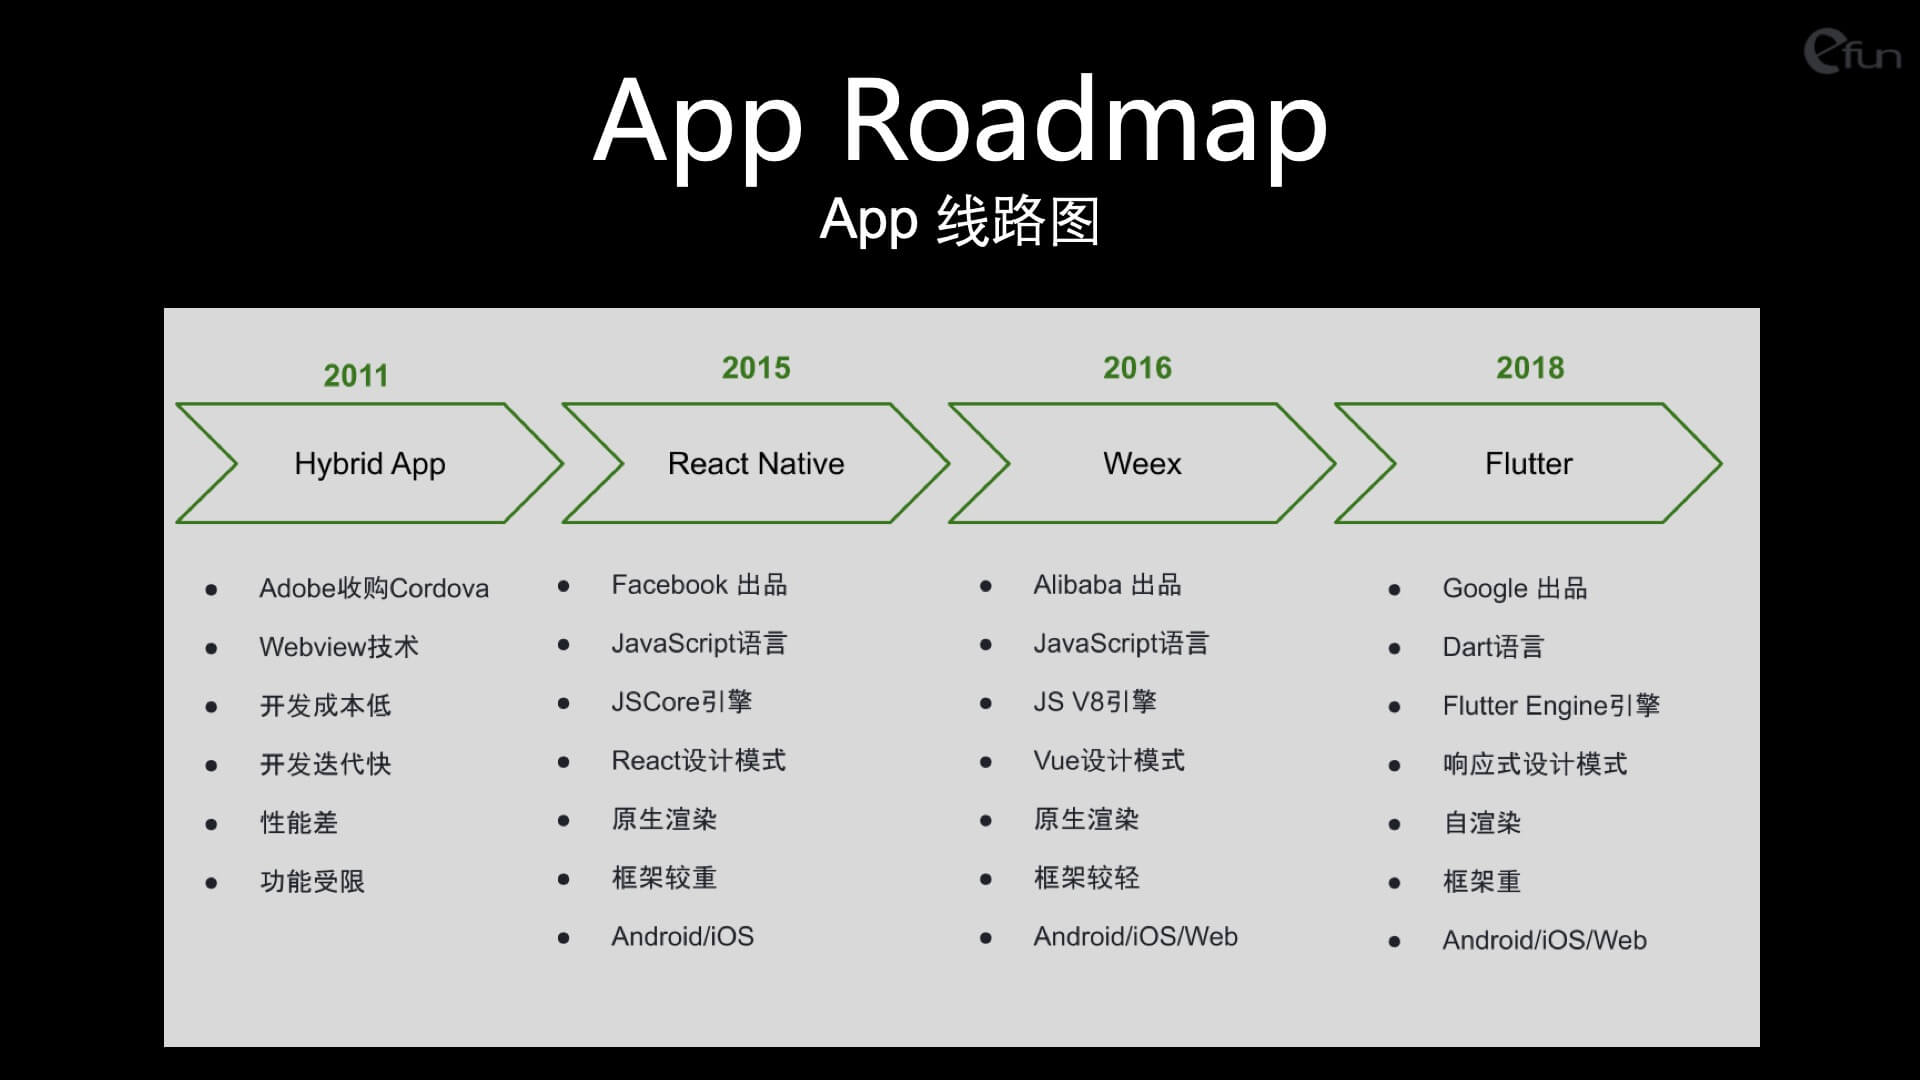 efun
App Roadmap
App 线路图
2011
Hybrid App
Adobe收购Cordova
Webview技术
开发成本低
开发迭代快
性能差
功能受限
2015
React Native
Facebook 出品
JavaScript语言
JSCore引擎
React设计模式
原生渲染
框架较重
Android/iOS
2016
Weex
Alibaba 出品
JavaScript语言
JS V8引擎
Vue设计模式
原生渲染
框架较轻
Android/iOS/Web
2018
Flutter
Google 出品
Dart语言
Flutter Engine引擎
响应式设计模式
自渲染
框架重
Android/iOS/Web